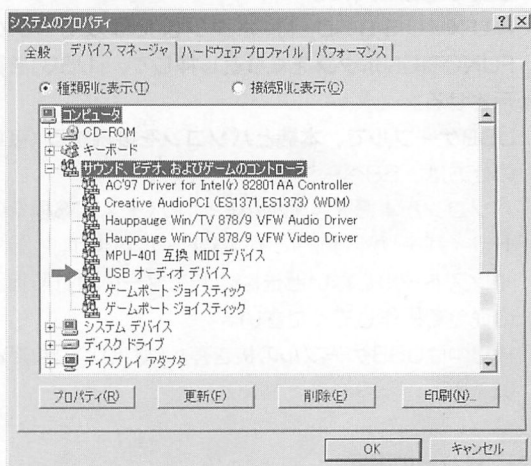 システムのプロパティ
全般 デバイス マネージャ ハードウェア プロファイル パフォーマンス
種類別に表示(T) 接続別に表示(C)
コンピュータ
CD-ROM
キーボード
サウンド、ビデオ、およびゲームのコントローラ
AC'97 Driver for Intel(r) 82801AA Controller
Creative AudioPCI (ES1371,ES1373) (WDM)
Hauppauge Win/TV 878/9 VFW Audio Driver
Hauppauge Win/TV 878/9 VFW Video Driver
MPU-401 互換 MIDI デバイス
USB オーディオ デバイス
ゲームポート ジョイスティック
ゲームポート ジョイスティック
システム デバイス
ディスク ドライブ
ディスプレイ アダプタ
プロパティ(R) 更新(F) 削除(E) 印刷(N)...
OK キャンセル